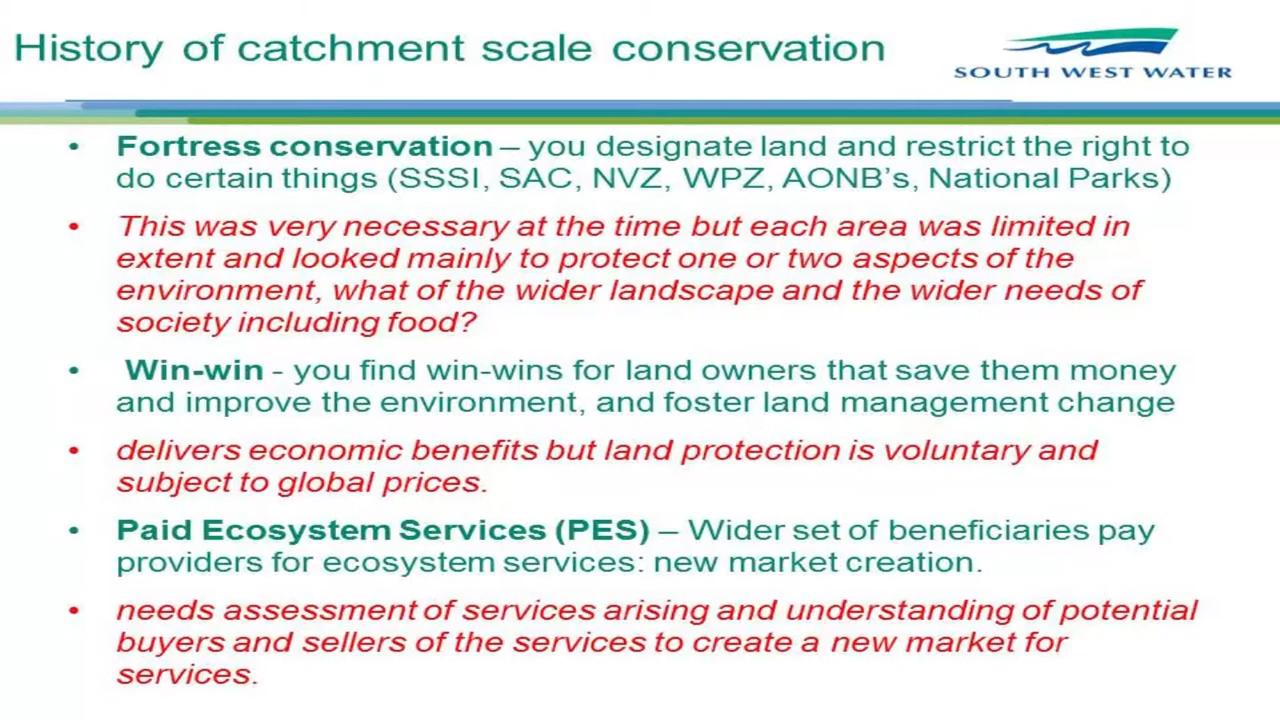 History of catchment scale conservation
SOUTH WEST WATER
• Fortress conservation – you designate land and restrict the right to
do certain things (SSSI, SAC, NVZ, WPZ, AONB's, National Parks)
• This was very necessary at the time but each area was limited in
extent and looked mainly to protect one or two aspects of the
environment, what of the wider landscape and the wider needs of
society including food?
• Win-win - you find win-wins for land owners that save them money
and improve the environment, and foster land management change
• delivers economic benefits but land protection is voluntary and
subject to global prices.
• Paid Ecosystem Services (PES) – Wider set of beneficiaries pay
providers for ecosystem services: new market creation.
• needs assessment of services arising and understanding of potential
buyers and sellers of the services to create a new market for
services.